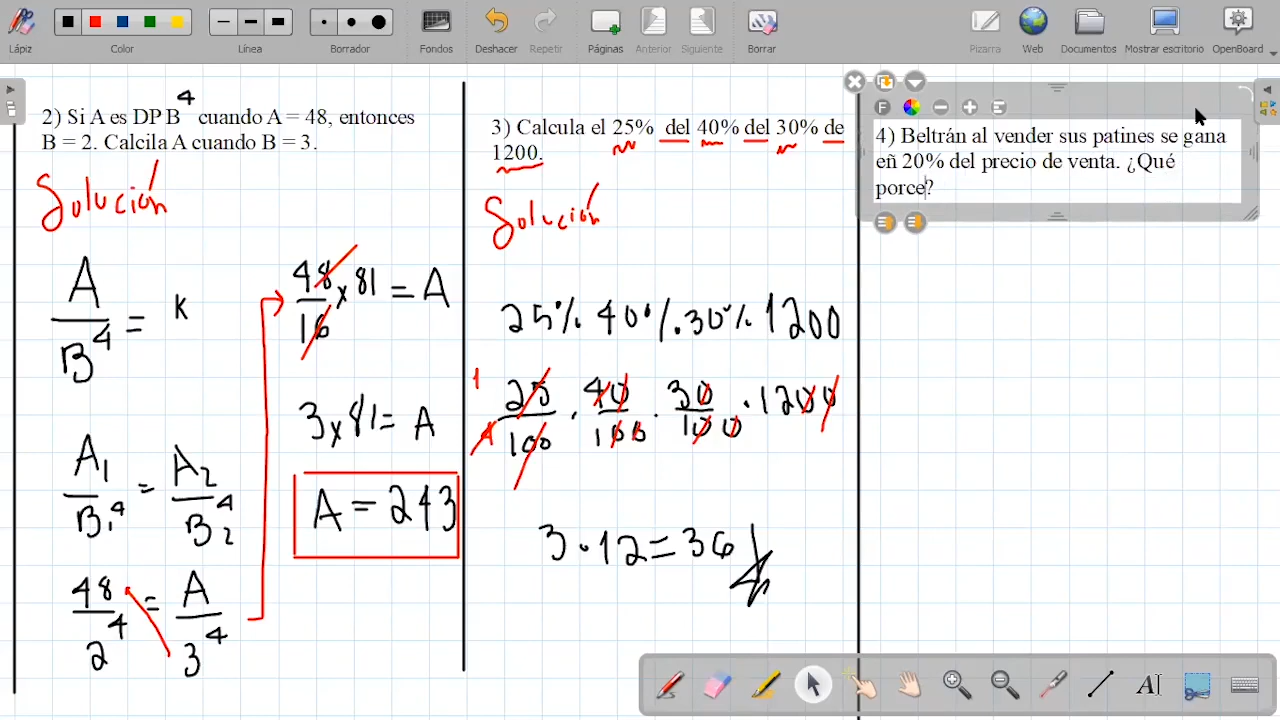 Lápiz
Color
Línea
Borrador
Fondos
Deshacer
Repetir
Páginas
Anterior
Siguiente
Borrar
Pizarra
Web
Documentos
Mostrar escritorio
OpenBoard
2) Si A es DP B⁴ cuando A = 48, entonces
B = 2. Calcila A cuando B = 3.
Solución
A/B⁴ = K
A₁/B₁⁴ = A₂/B₂⁴
48/2⁴ = A/3⁴
48/16 x 81 = A
3 x 81 = A
A = 243
3) Calcula el 25% del 40% del 30% de
1200.
Solución
25% . 40% . 30% . 1200
1
25/100 . 40/100 . 30/100 . 1200
4
3 . 12 = 36
F
4) Beltrán al vender sus patines se gana
eñ 20% del precio de venta. ¿Qué
porce?
AI